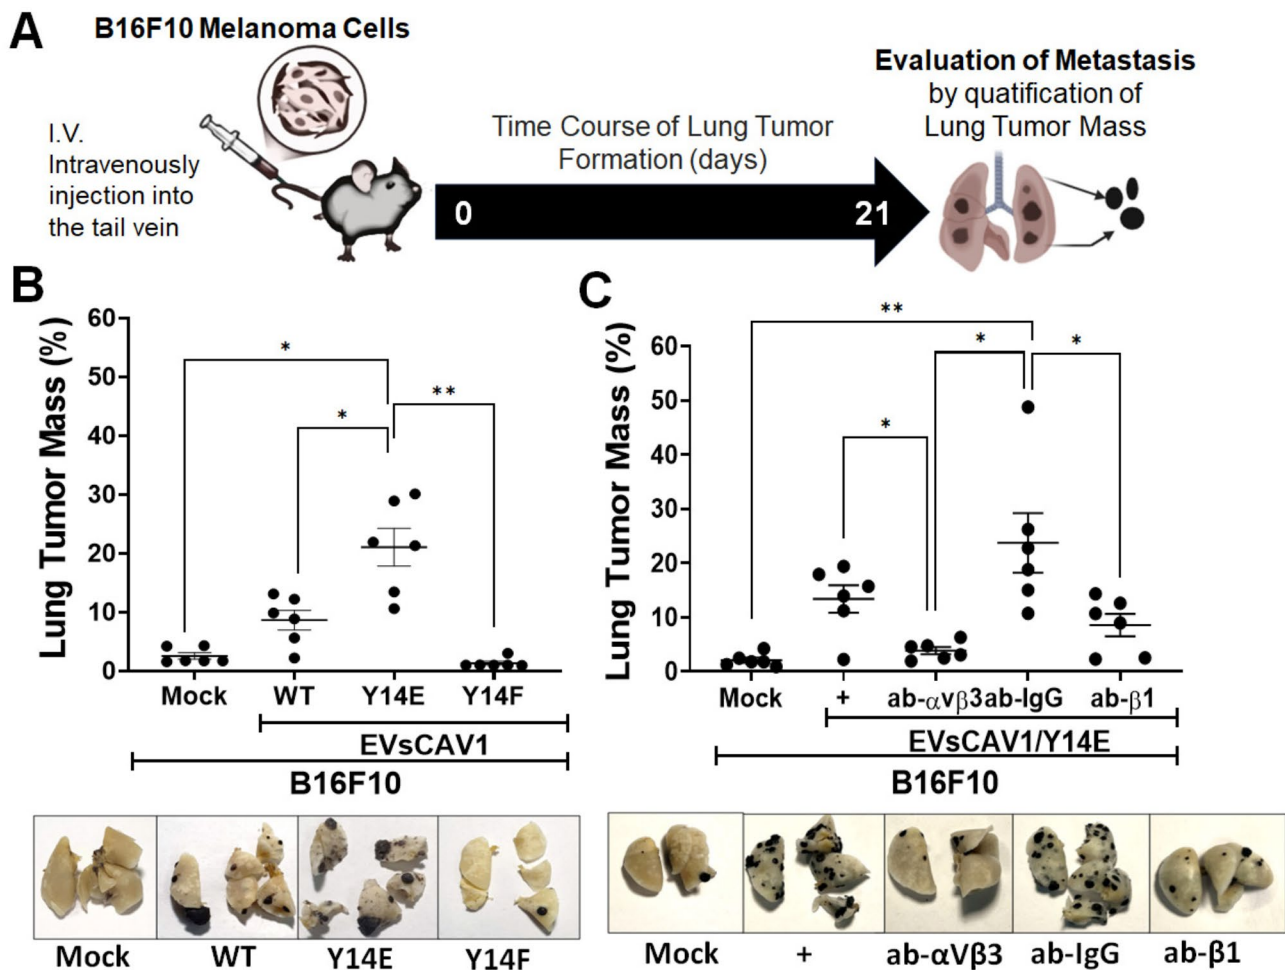 A
B16F10 Melanoma Cells
I.V.
Intravenously
injection into
the tail vein
Time Course of Lung Tumor
Formation (days)
0
21
Evaluation of Metastasis
by quatification of
Lung Tumor Mass
B
Lung Tumor Mass (%)
60
50
40
30
20
10
0
*
*
**
Mock WT Y14E Y14F
EVsCAV1
B16F10
Mock WT Y14E Y14F
C
Lung Tumor Mass (%)
60
50
40
30
20
10
0
**
*
*
*
Mock + ab-αvβ3 ab-IgG ab-β1
EVsCAV1/Y14E
B16F10
Mock + ab-αVβ3 ab-IgG ab-β1